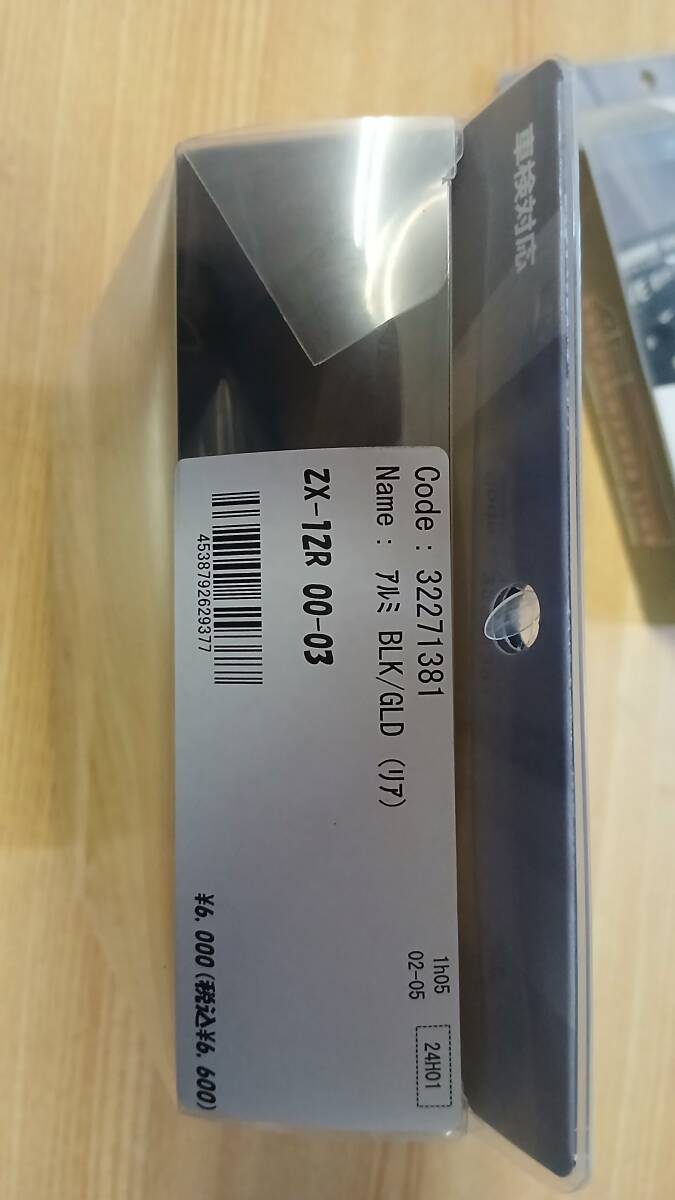 車検対応
Code : 32271381
Name : アルミ BLK/GLD (リア)
ZX-12R 00-03
4538792629377
1h05
02-05
24H01
¥6,000(税込¥6,600)